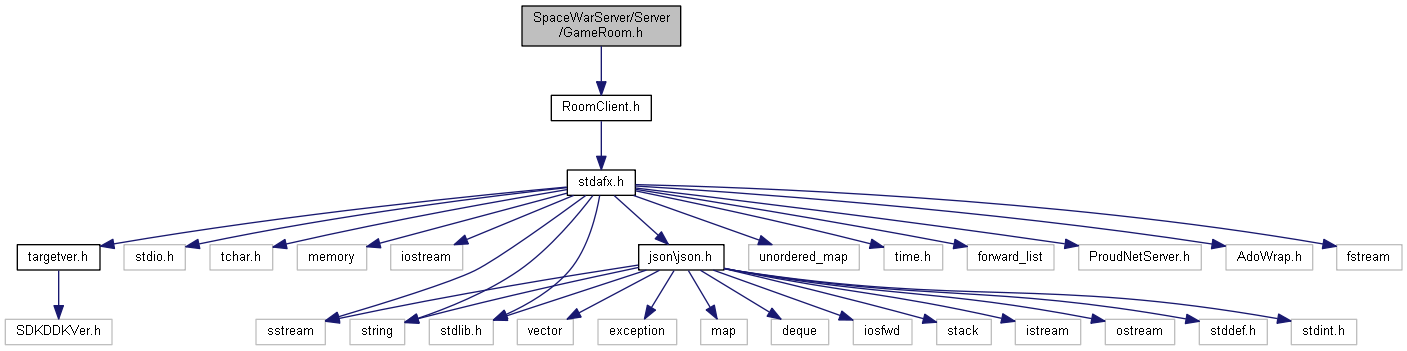 SpaceWarServer/Server
/GameRoom.h
RoomClient.h
stdafx.h
targetver.h
stdio.h
tchar.h
memory
iostream
json\json.h
unordered_map
time.h
forward_list
ProudNetServer.h
AdoWrap.h
fstream
SDKDDKVer.h
sstream
string
stdlib.h
vector
exception
map
deque
iosfwd
stack
istream
ostream
stddef.h
stdint.h